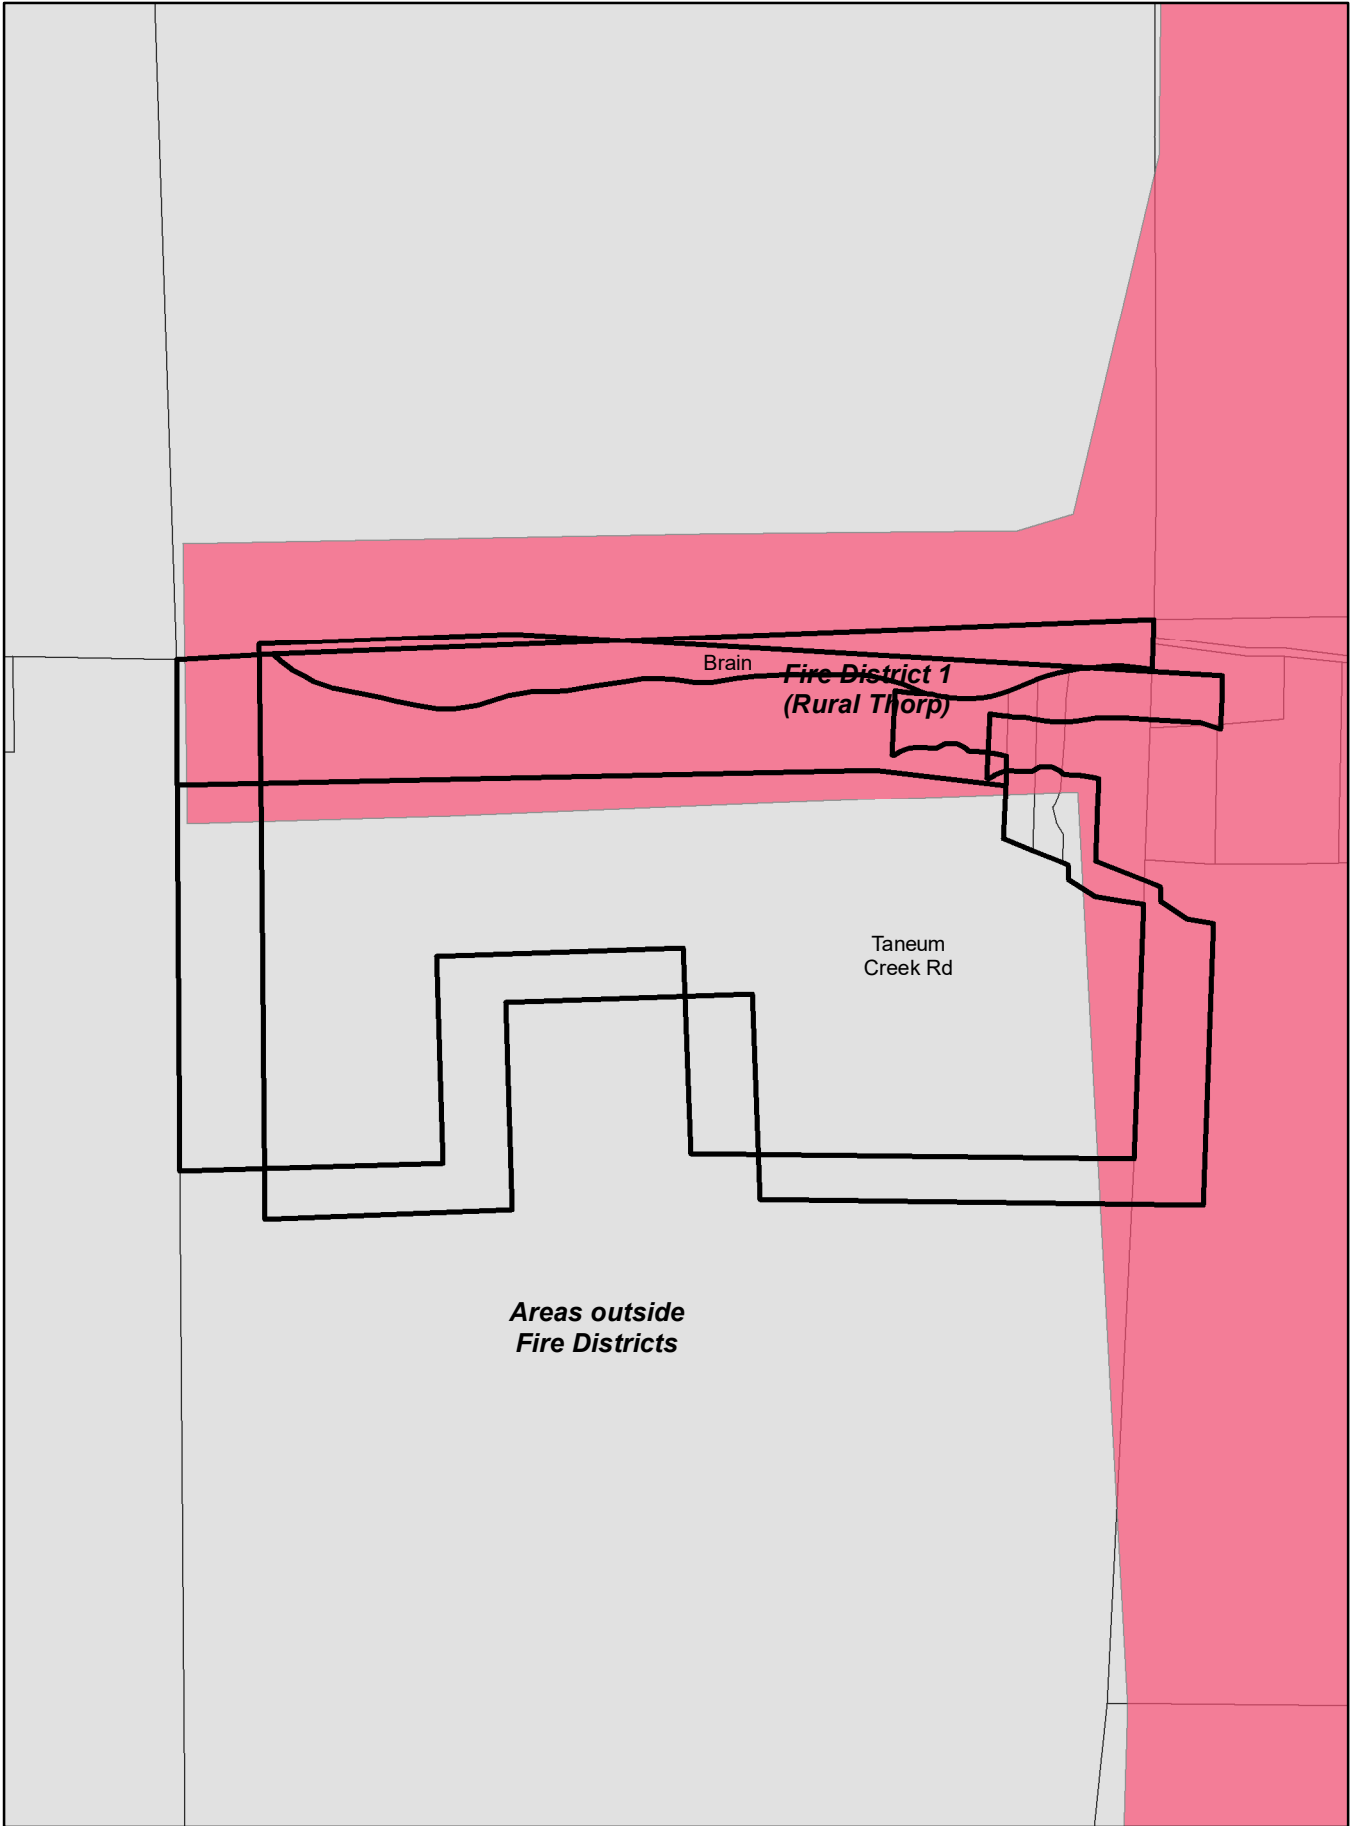 Brain
Fire District 1
(Rural Thorp)
Taneum
Creek Rd
Areas outside
Fire Districts